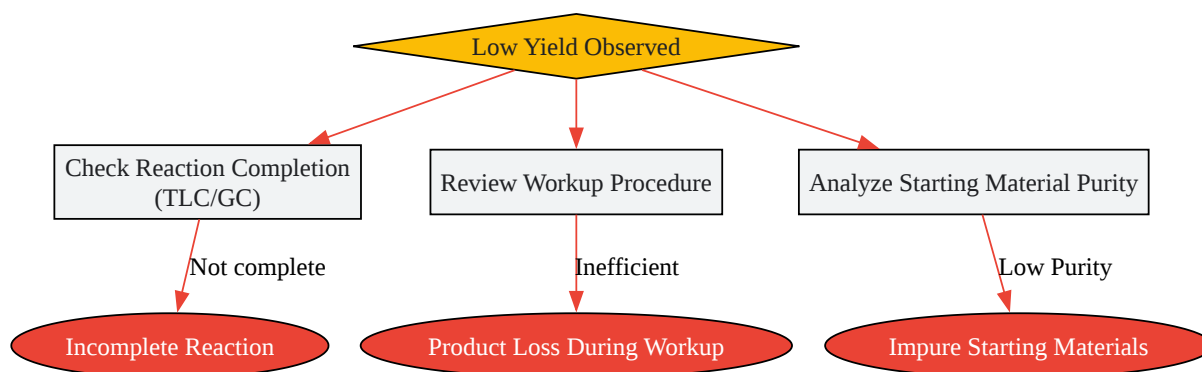 Low Yield Observed
Check Reaction Completion
(TLC/GC)
Review Workup Procedure
Analyze Starting Material Purity
Not complete
Inefficient
Low Purity
Incomplete Reaction
Product Loss During Workup
Impure Starting Materials